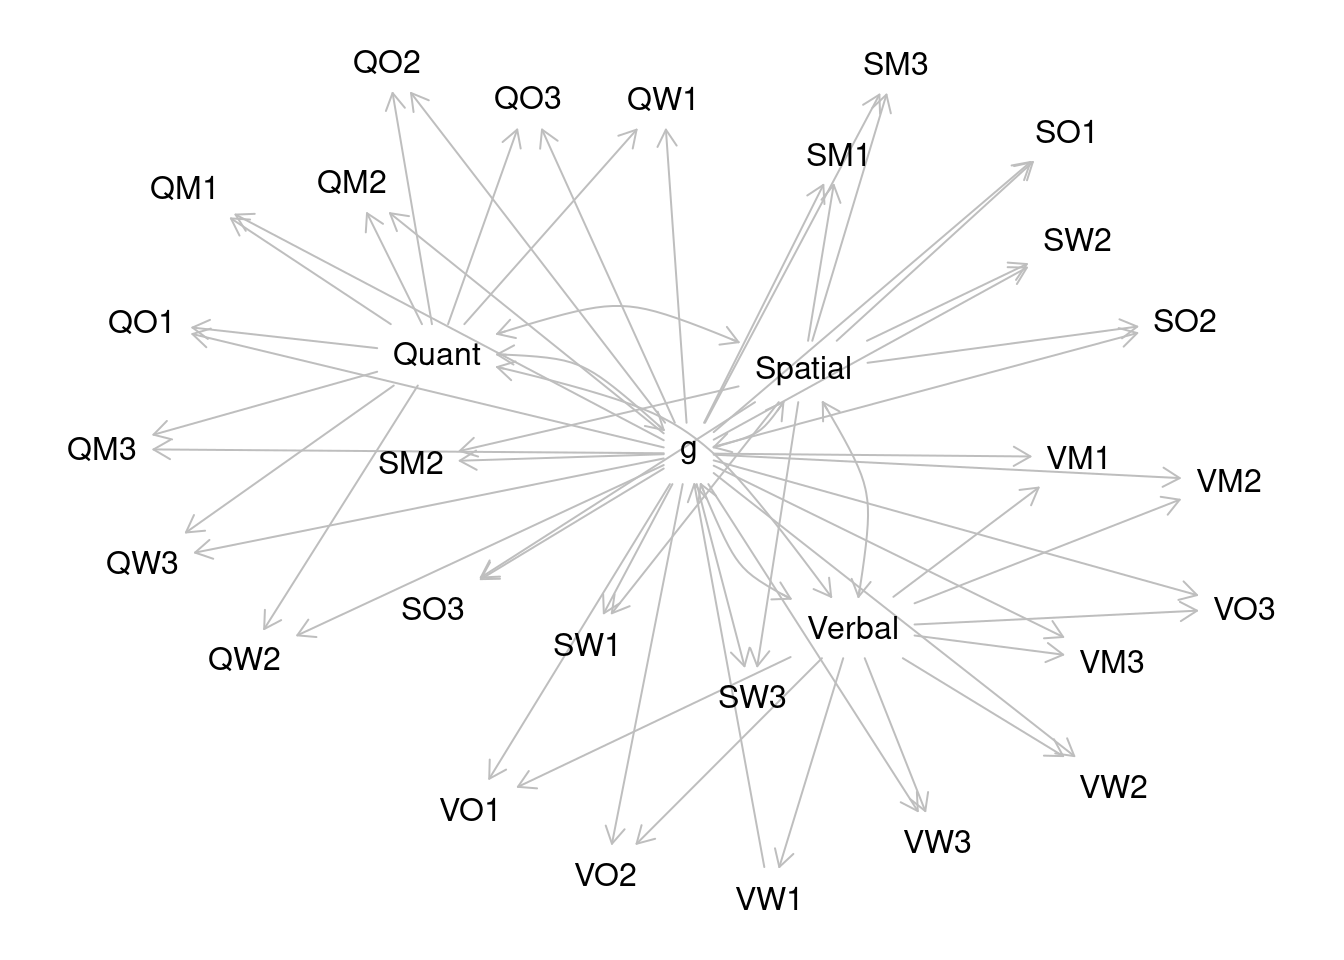 QO2
SM3
QO3
QW1
SO1
SM1
QM2
QM1
SW2
QO1
SO2
Quant
Spatial
g
QM3
SM2
VM1
VM2
QW3
SO3
VO3
Verbal
SW1
QW2
VM3
SW3
VW2
VO1
VW3
VO2
VW1